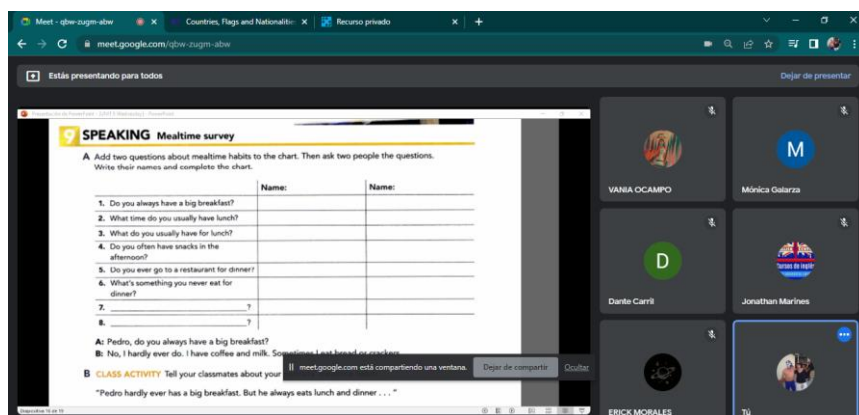 Meet - qbw-zugm-abw
Countries, Flags and Nationalities
Recurso privado
meet.google.com/qbw-zugm-abw
Estás presentando para todos
Dejar de presentar
9 SPEAKING Mealtime survey
A Add two questions about mealtime habits to the chart. Then ask two people the questions.
Write their names and complete the chart.
Name: Name:
1. Do you always have a big breakfast?
2. What time do you usually have lunch?
3. What do you usually have for lunch?
4. Do you often have snacks in the
afternoon?
5. Do you ever go to a restaurant for dinner?
6. What's something you never eat for
dinner?
7. ?
8. ?
A: Pedro, do you always have a big breakfast?
B: No, I hardly ever do. I have coffee and milk. Sometimes I eat bread or crackers.
B CLASS ACTIVITY Tell your classmates about your
"Pedro hardly ever has a big breakfast. But he always eats lunch and dinner . . ."
meet.google.com está compartiendo una ventana. Dejar de compartir Ocultar
VANIA OCAMPO
M
Mónica Galarza
D
Dante Carril
Jonathan Marines
ERICK MORALES
Tú